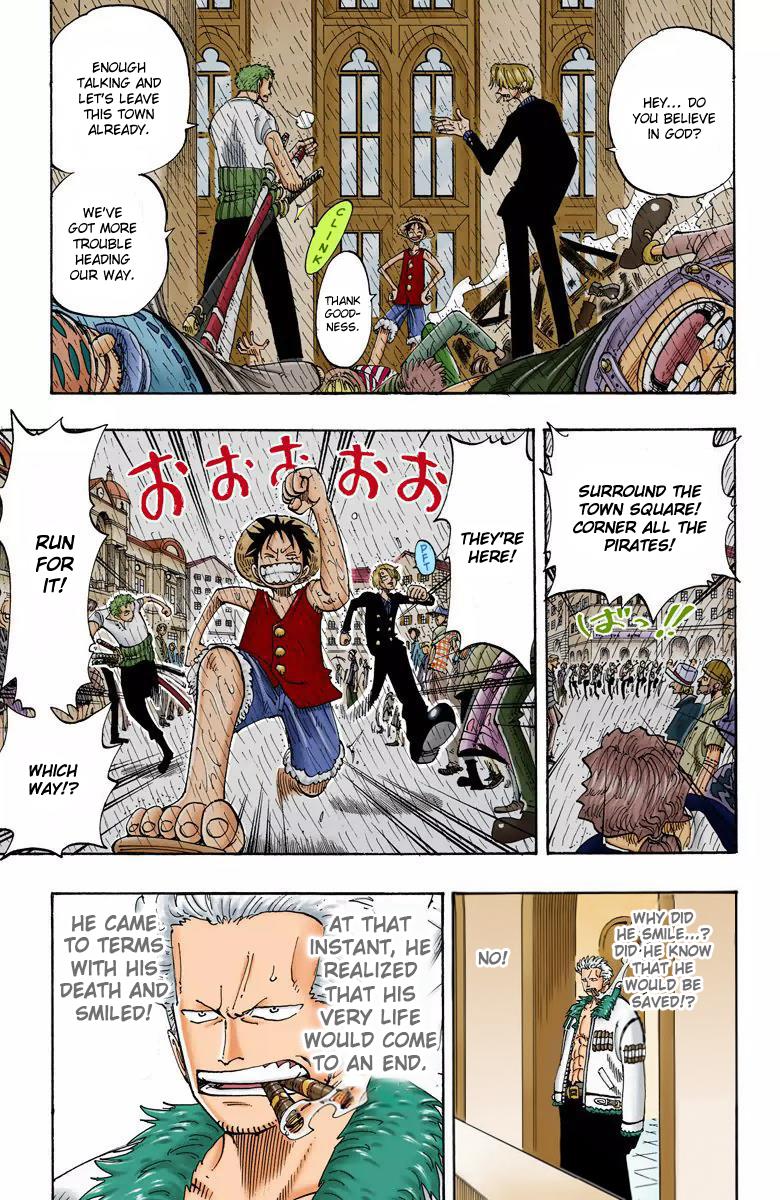 HEY... DO
YOU BELIEVE
IN GOD?
ENOUGH
TALKING AND
LET'S LEAVE
THIS TOWN
ALREADY.
WE'VE
GOT MORE
TROUBLE
HEADING
OUR WAY.
CLINK
THANK
GOOD-
NESS.
SURROUND THE
TOWN SQUARE!
CORNER ALL THE
PIRATES!
ばっ!!
おおおおお
THEY'RE
HERE!
PFT
RUN
FOR
IT!
WHICH
WAY!?
WHY DID
HE SMILE...?
DID HE KNOW
THAT HE
WOULD BE
SAVED!?
NO!
AT THAT
INSTANT, HE
REALIZED
THAT HIS
VERY LIFE
WOULD COME
TO AN END.
HE CAME
TO TERMS
WITH HIS
DEATH AND
SMILED!